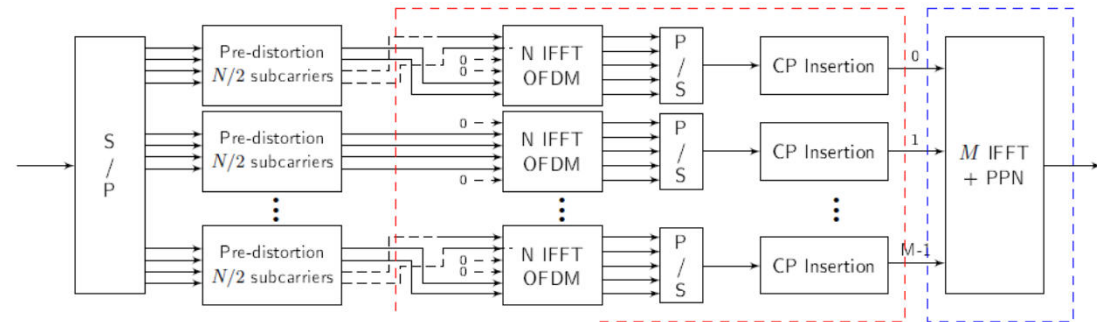 S
/
P
Pre-distortion
N/2 subcarriers
0
0
N IFFT
OFDM
P
/
S
CP Insertion
0
Pre-distortion
N/2 subcarriers
0
0
N IFFT
OFDM
P
/
S
CP Insertion
1
M IFFT
+ PPN
Pre-distortion
N/2 subcarriers
0
0
N IFFT
OFDM
P
/
S
CP Insertion
M-1